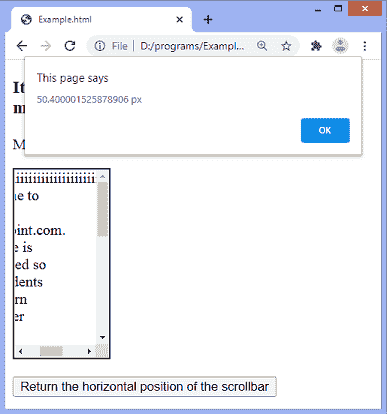 Example.html
File | D:/programs/Exampl...
This page says
50.400001525878906 px
OK
It
m
M
iiiiiiiiiiiiiiiiiiiiii
ne to
oint.com.
e is
ed so
dents
rn
er
Return the horizontal position of the scrollbar